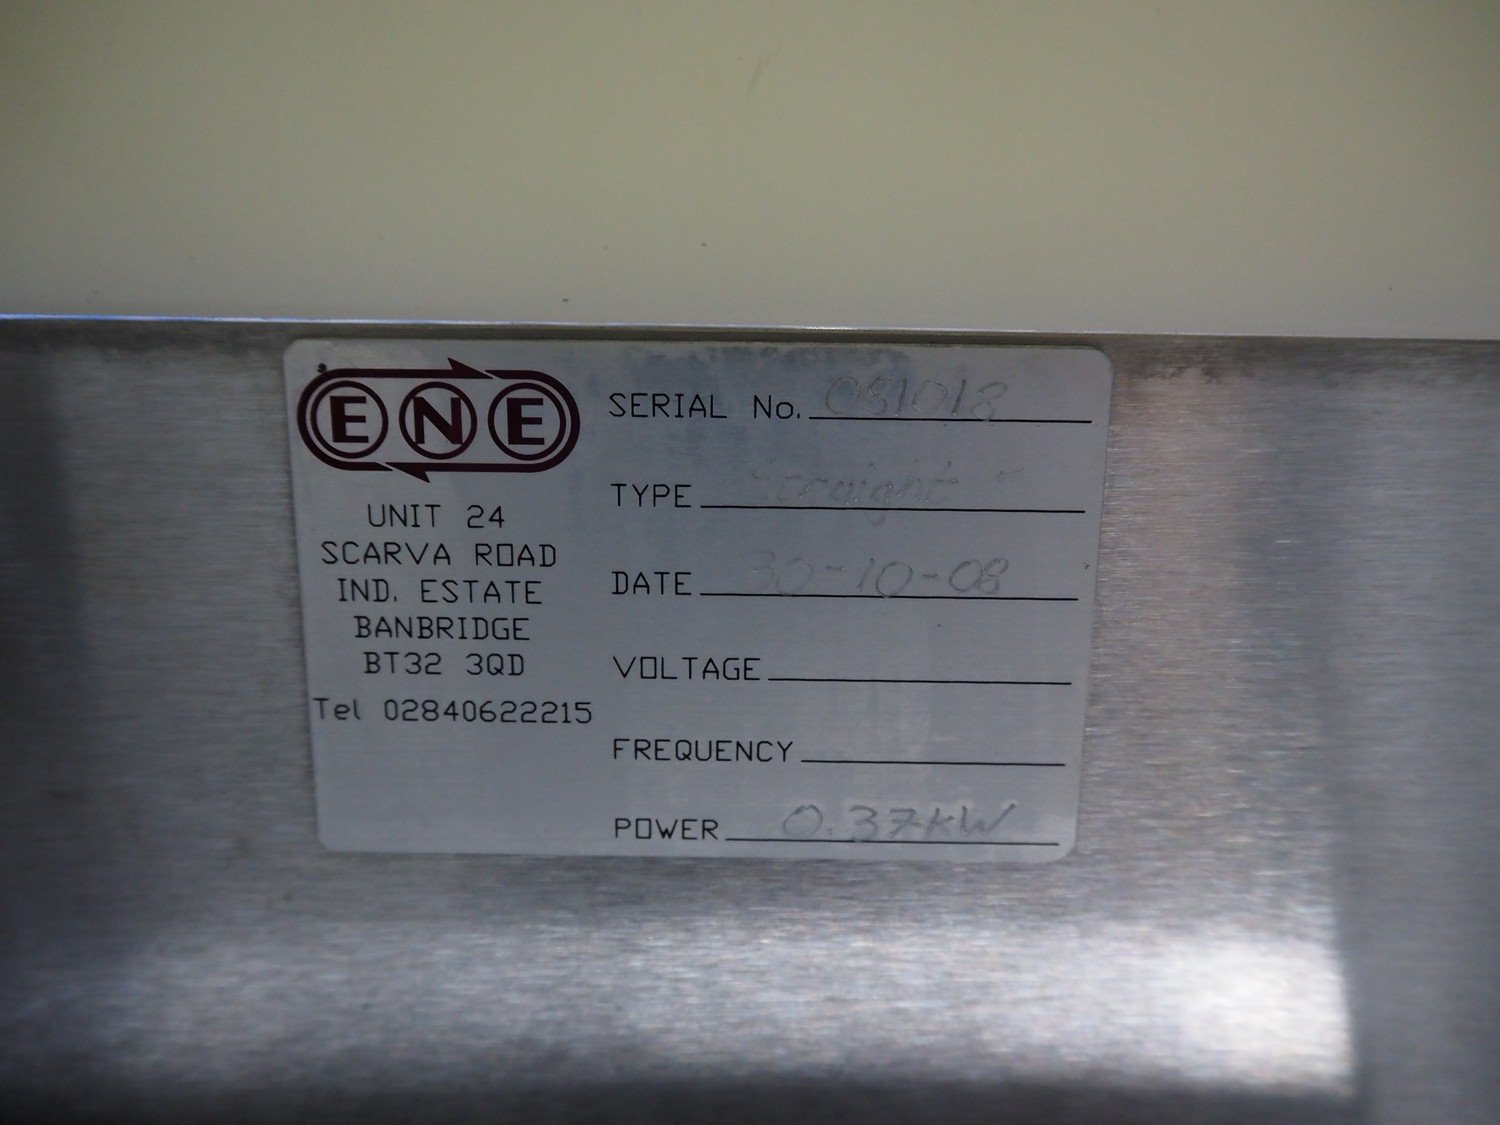 ENE
UNIT 24
SCARVA ROAD
IND. ESTATE
BANBRIDGE
BT32 3QD
Tel 02840622215
SERIAL No. 081018
TYPE Straight
DATE 30-10-08
VOLTAGE
FREQUENCY
POWER 0.37kW